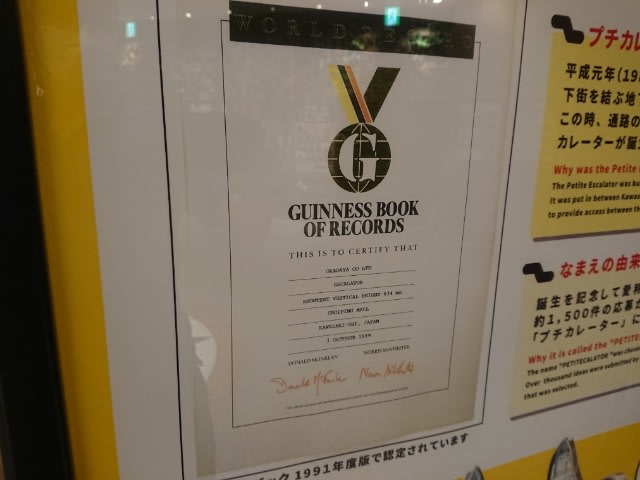 WORLD RECORD
G
GUINNESS BOOK
OF RECORDS
THIS IS TO CERTIFY THAT
OKADAYA CO LTD
ESCALATOR
SHORTEST VERTICAL HEIGHT 834 mm
SHOPPING MALL
KAWASAKI-SHI, JAPAN
1 OCTOBER 1989
DONALD McFARLAN NORRIS McWHIRTER
ック 1991年度版で認定されています
プチカレ
平成元年(19
下街を結ぶ地下
この時、通路の
カレーターが誕
Why was the Petite
The Petite Escalator was bu
It was put in between Kawa
to provide access between th
なまえの由来
誕生を記念して愛称
約1,500件の応募た
「プチカレーター」に
Why it is called the "PETITE
The name "PETITECALATOR" was chosen
Over thousand ideas were submitted by
that was selected.